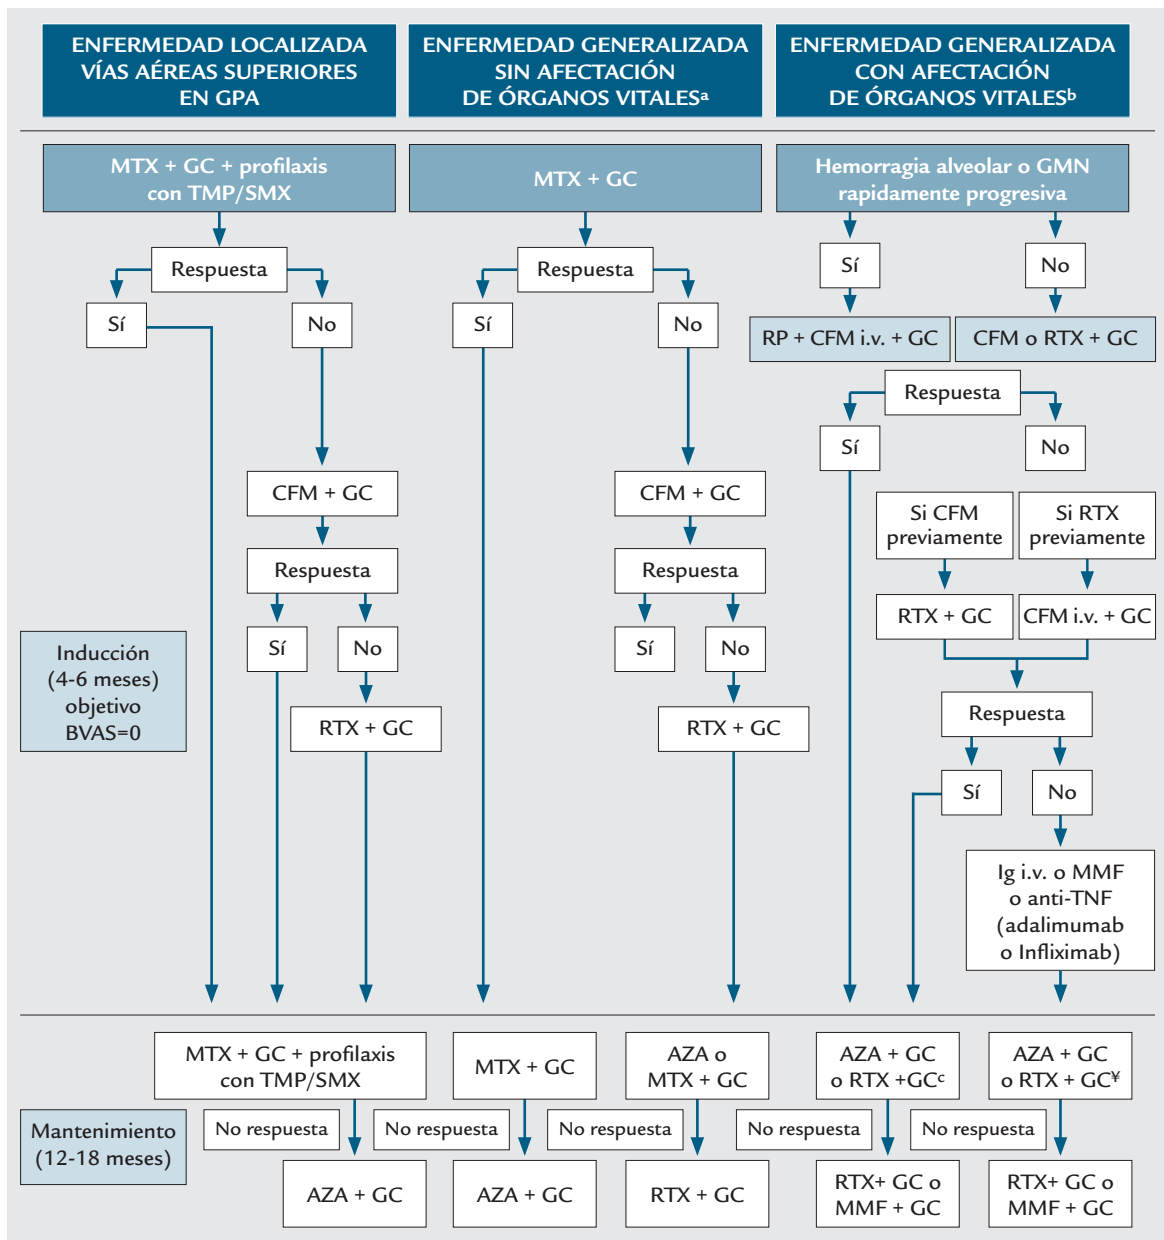 ENFERMEDAD LOCALIZADA
VÍAS AÉREAS SUPERIORES
EN GPA
ENFERMEDAD GENERALIZADA
SIN AFECTACIÓN
DE ÓRGANOS VITALESª
ENFERMEDAD GENERALIZADA
CON AFECTACIÓN
DE ÓRGANOS VITALESᵇ
MTX + GC + profilaxis
con TMP/SMX
MTX + GC
Hemorragia alveolar o GMN
rapidamente progresiva
Respuesta
Respuesta
Sí
No
Sí
No
Sí
No
RP + CFM i.v. + GC
CFM o RTX + GC
Respuesta
Sí
No
CFM + GC
CFM + GC
Si CFM
previamente
Si RTX
previamente
Respuesta
Respuesta
RTX + GC
CFM i.v. + GC
Sí
No
Sí
No
Inducción
(4-6 meses)
objetivo
BVAS=0
RTX + GC
RTX + GC
Respuesta
Sí
No
Ig i.v. o MMF
o anti-TNF
(adalimumab
o Infliximab)
MTX + GC + profilaxis
con TMP/SMX
MTX + GC
AZA o
MTX + GC
AZA + GC
o RTX +GCᶜ
AZA + GC
o RTX + GC¥
Mantenimiento
(12-18 meses)
No respuesta
No respuesta
No respuesta
No respuesta
No respuesta
AZA + GC
AZA + GC
RTX + GC
RTX+ GC o
MMF + GC
RTX+ GC o
MMF + GC